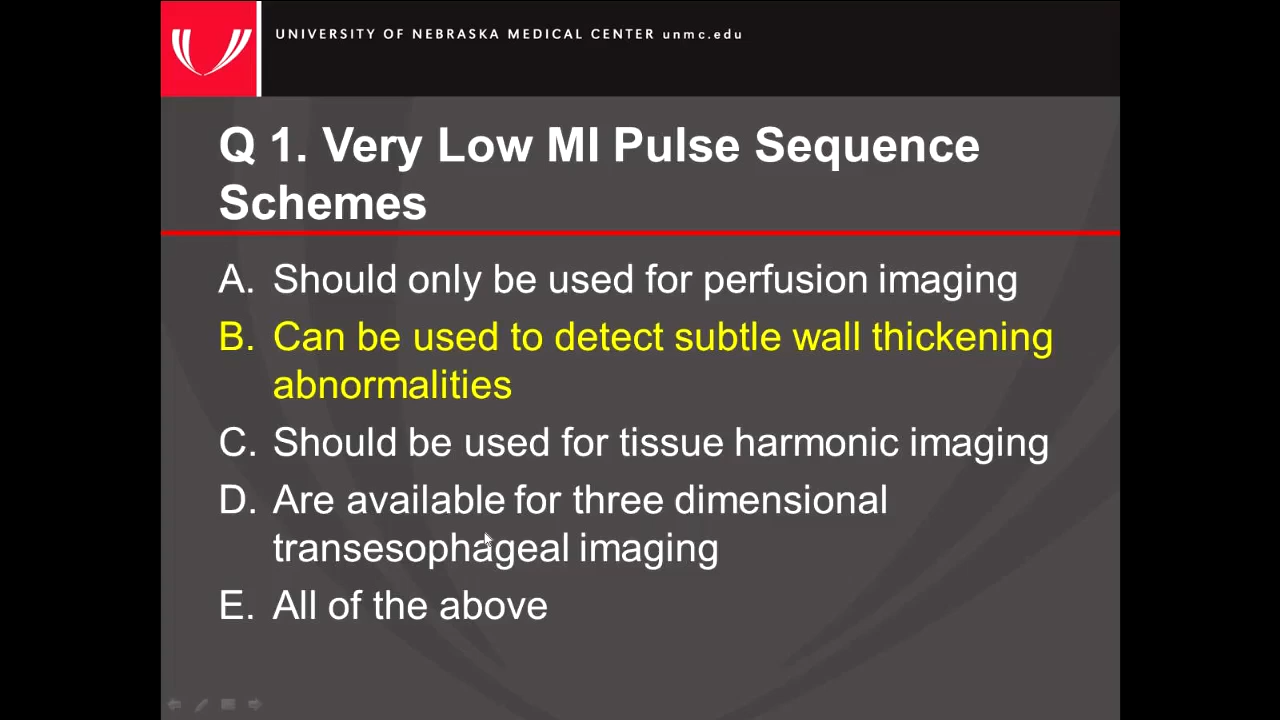 UNIVERSITY OF NEBRASKA MEDICAL CENTER unmc.edu
Q 1. Very Low MI Pulse Sequence
Schemes
A. Should only be used for perfusion imaging
B. Can be used to detect subtle wall thickening
abnormalities
C. Should be used for tissue harmonic imaging
D. Are available for three dimensional
transesophageal imaging
E. All of the above